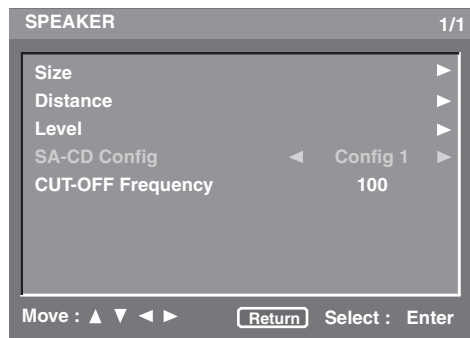 SPEAKER 1/1
Size ►
Distance ►
Level ►
SA-CD Config ◄ Config 1 ►
CUT-OFF Frequency 100
Move : ▲ ▼ ◄ ► Return Select : Enter